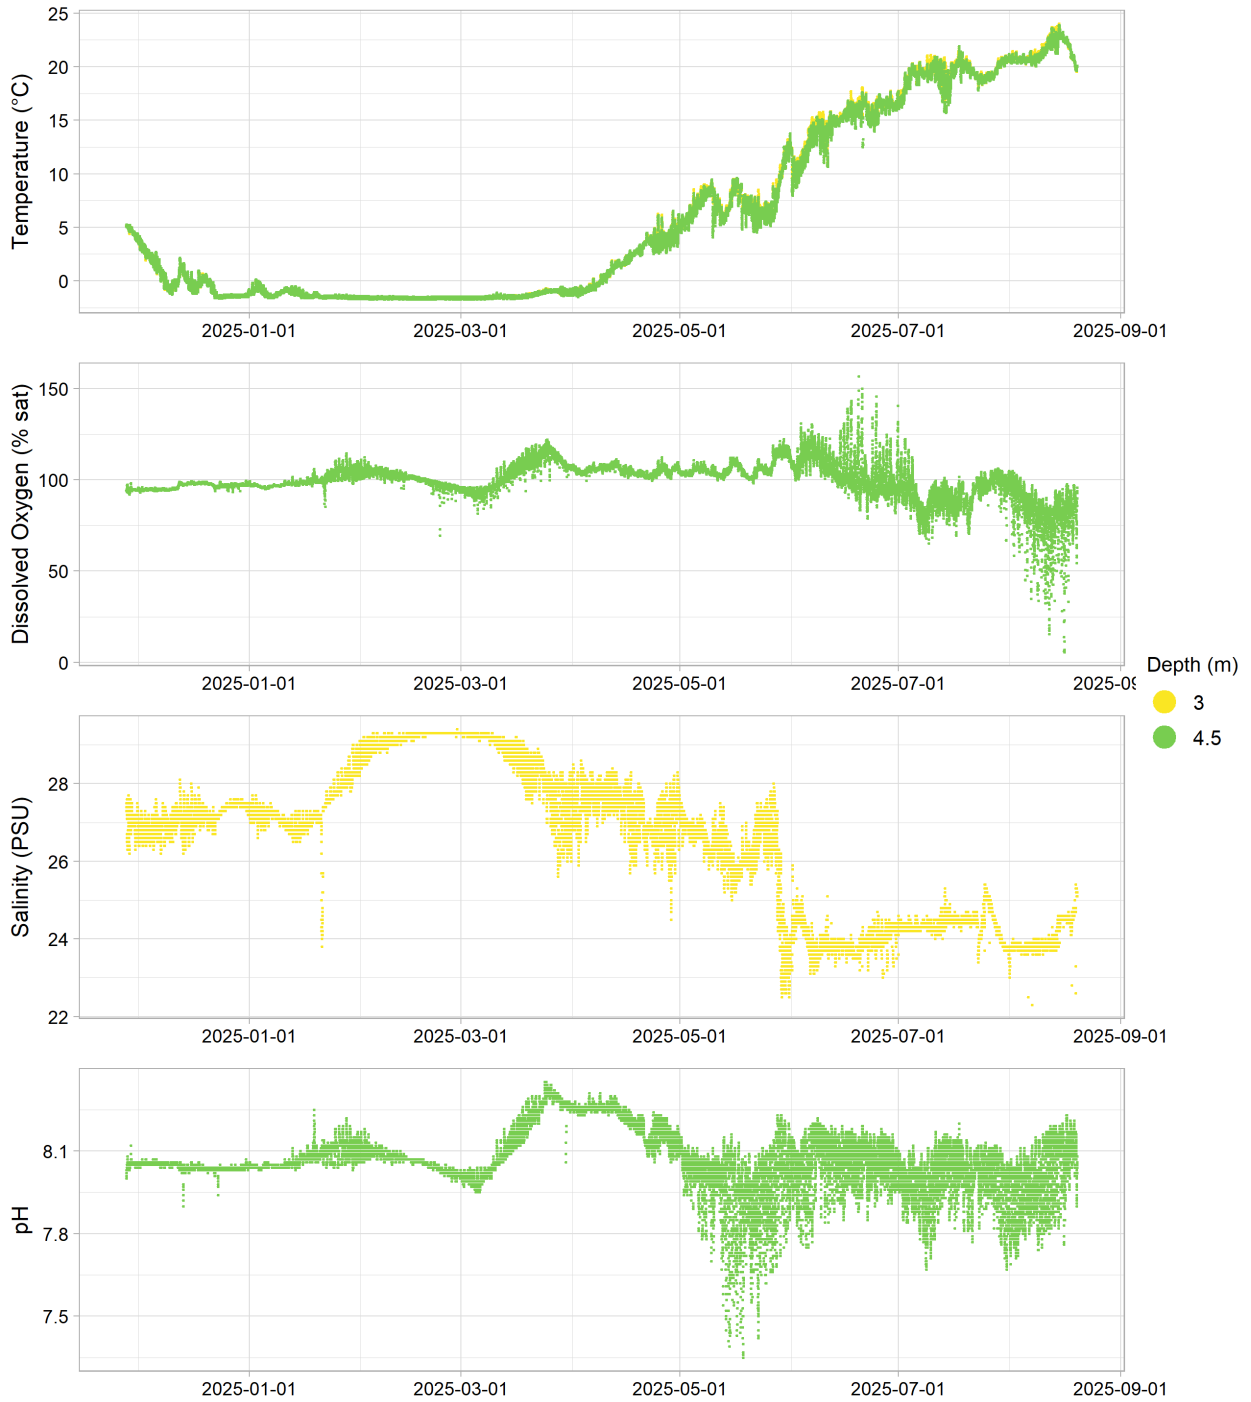 Temperature (°C)
25
20
15
10
5
0
2025-01-01 2025-03-01 2025-05-01 2025-07-01 2025-09-01
Dissolved Oxygen (% sat)
150
100
50
0
2025-01-01 2025-03-01 2025-05-01 2025-07-01 2025-09
Depth (m)
3
4.5
Salinity (PSU)
28
26
24
22
2025-01-01 2025-03-01 2025-05-01 2025-07-01 2025-09-01
pH
8.1
7.8
7.5
2025-01-01 2025-03-01 2025-05-01 2025-07-01 2025-09-01